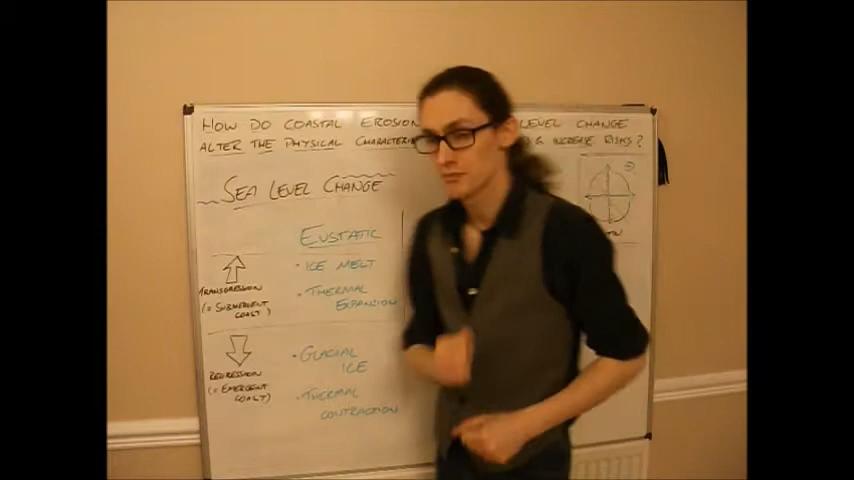 HOW DO COASTAL EROSION LEVEL CHANGE
ALTER THE PHYSICAL & INCREASE RISKS?
SEA LEVEL CHANGE
EUSTATIC
TRANSGRESSION
(= SUBMERGENT
COAST)
• ICE MELT
• THERMAL
EXPANSION
REGRESSION
(= EMERGENT
COAST)
• GLACIAL
ICE
• THERMAL
CONTRACTION